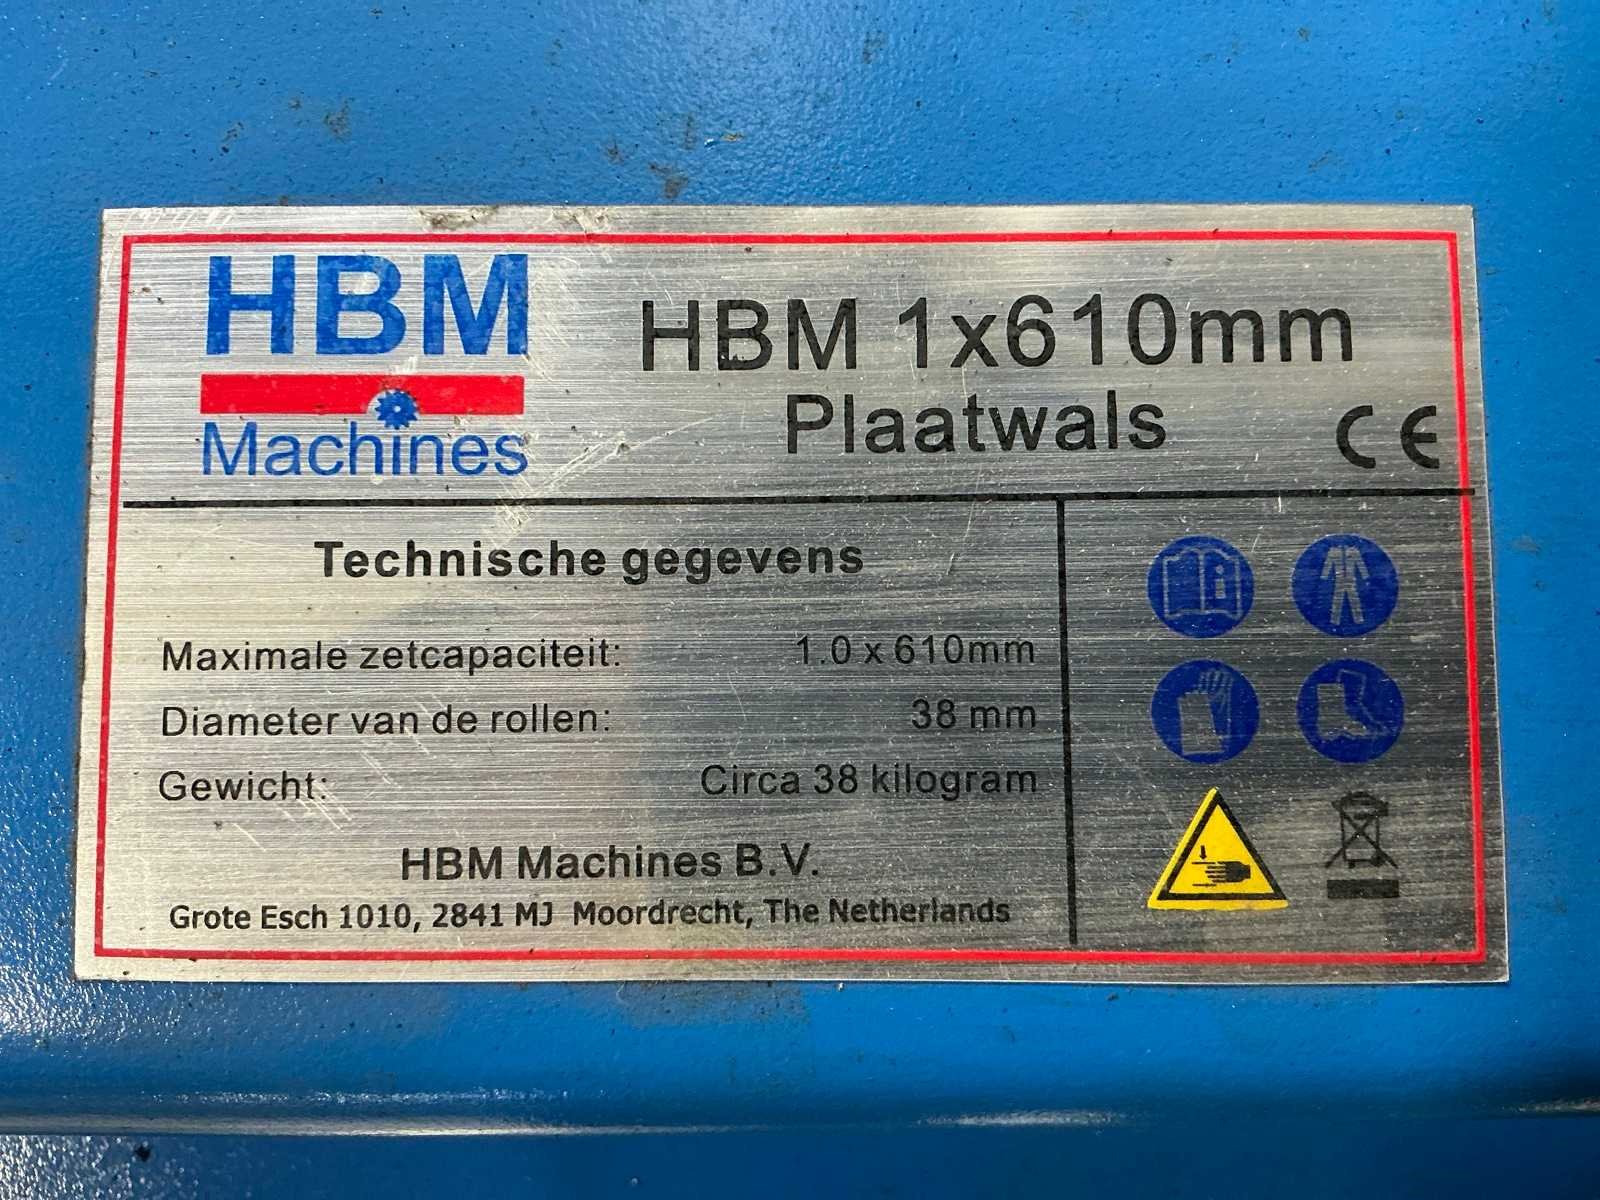 HBM
Machines
HBM 1x610mm
Plaatwals
CE
Technische gegevens
Maximale zetcapaciteit: 1.0 x 610mm
Diameter van de rollen: 38 mm
Gewicht: Circa 38 kilogram
HBM Machines B.V.
Grote Esch 1010, 2841 MJ Moordrecht, The Netherlands